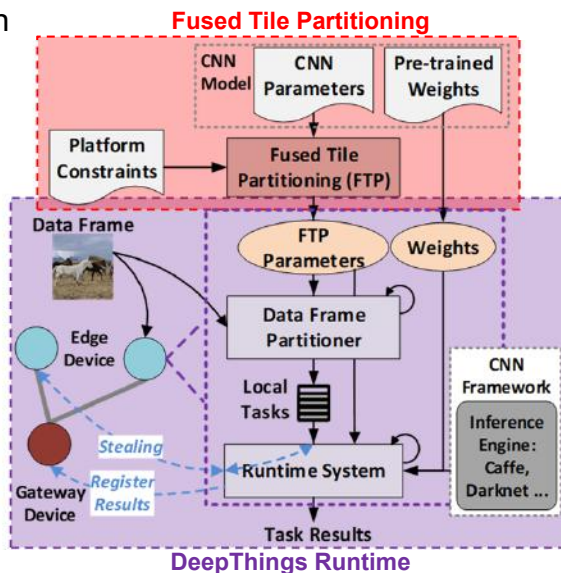 n
Fused Tile Partitioning
CNN
Model
CNN
Parameters
Pre-trained
Weights
Platform
Constraints
Fused Tile
Partitioning (FTP)
Data Frame
FTP
Parameters
Weights
Edge
Device
Data Frame
Partitioner
Local
Tasks
CNN
Framework
Inference
Engine:
Caffe,
Darknet ...
Stealing
Register
Results
Gateway
Device
Runtime System
Task Results
DeepThings Runtime